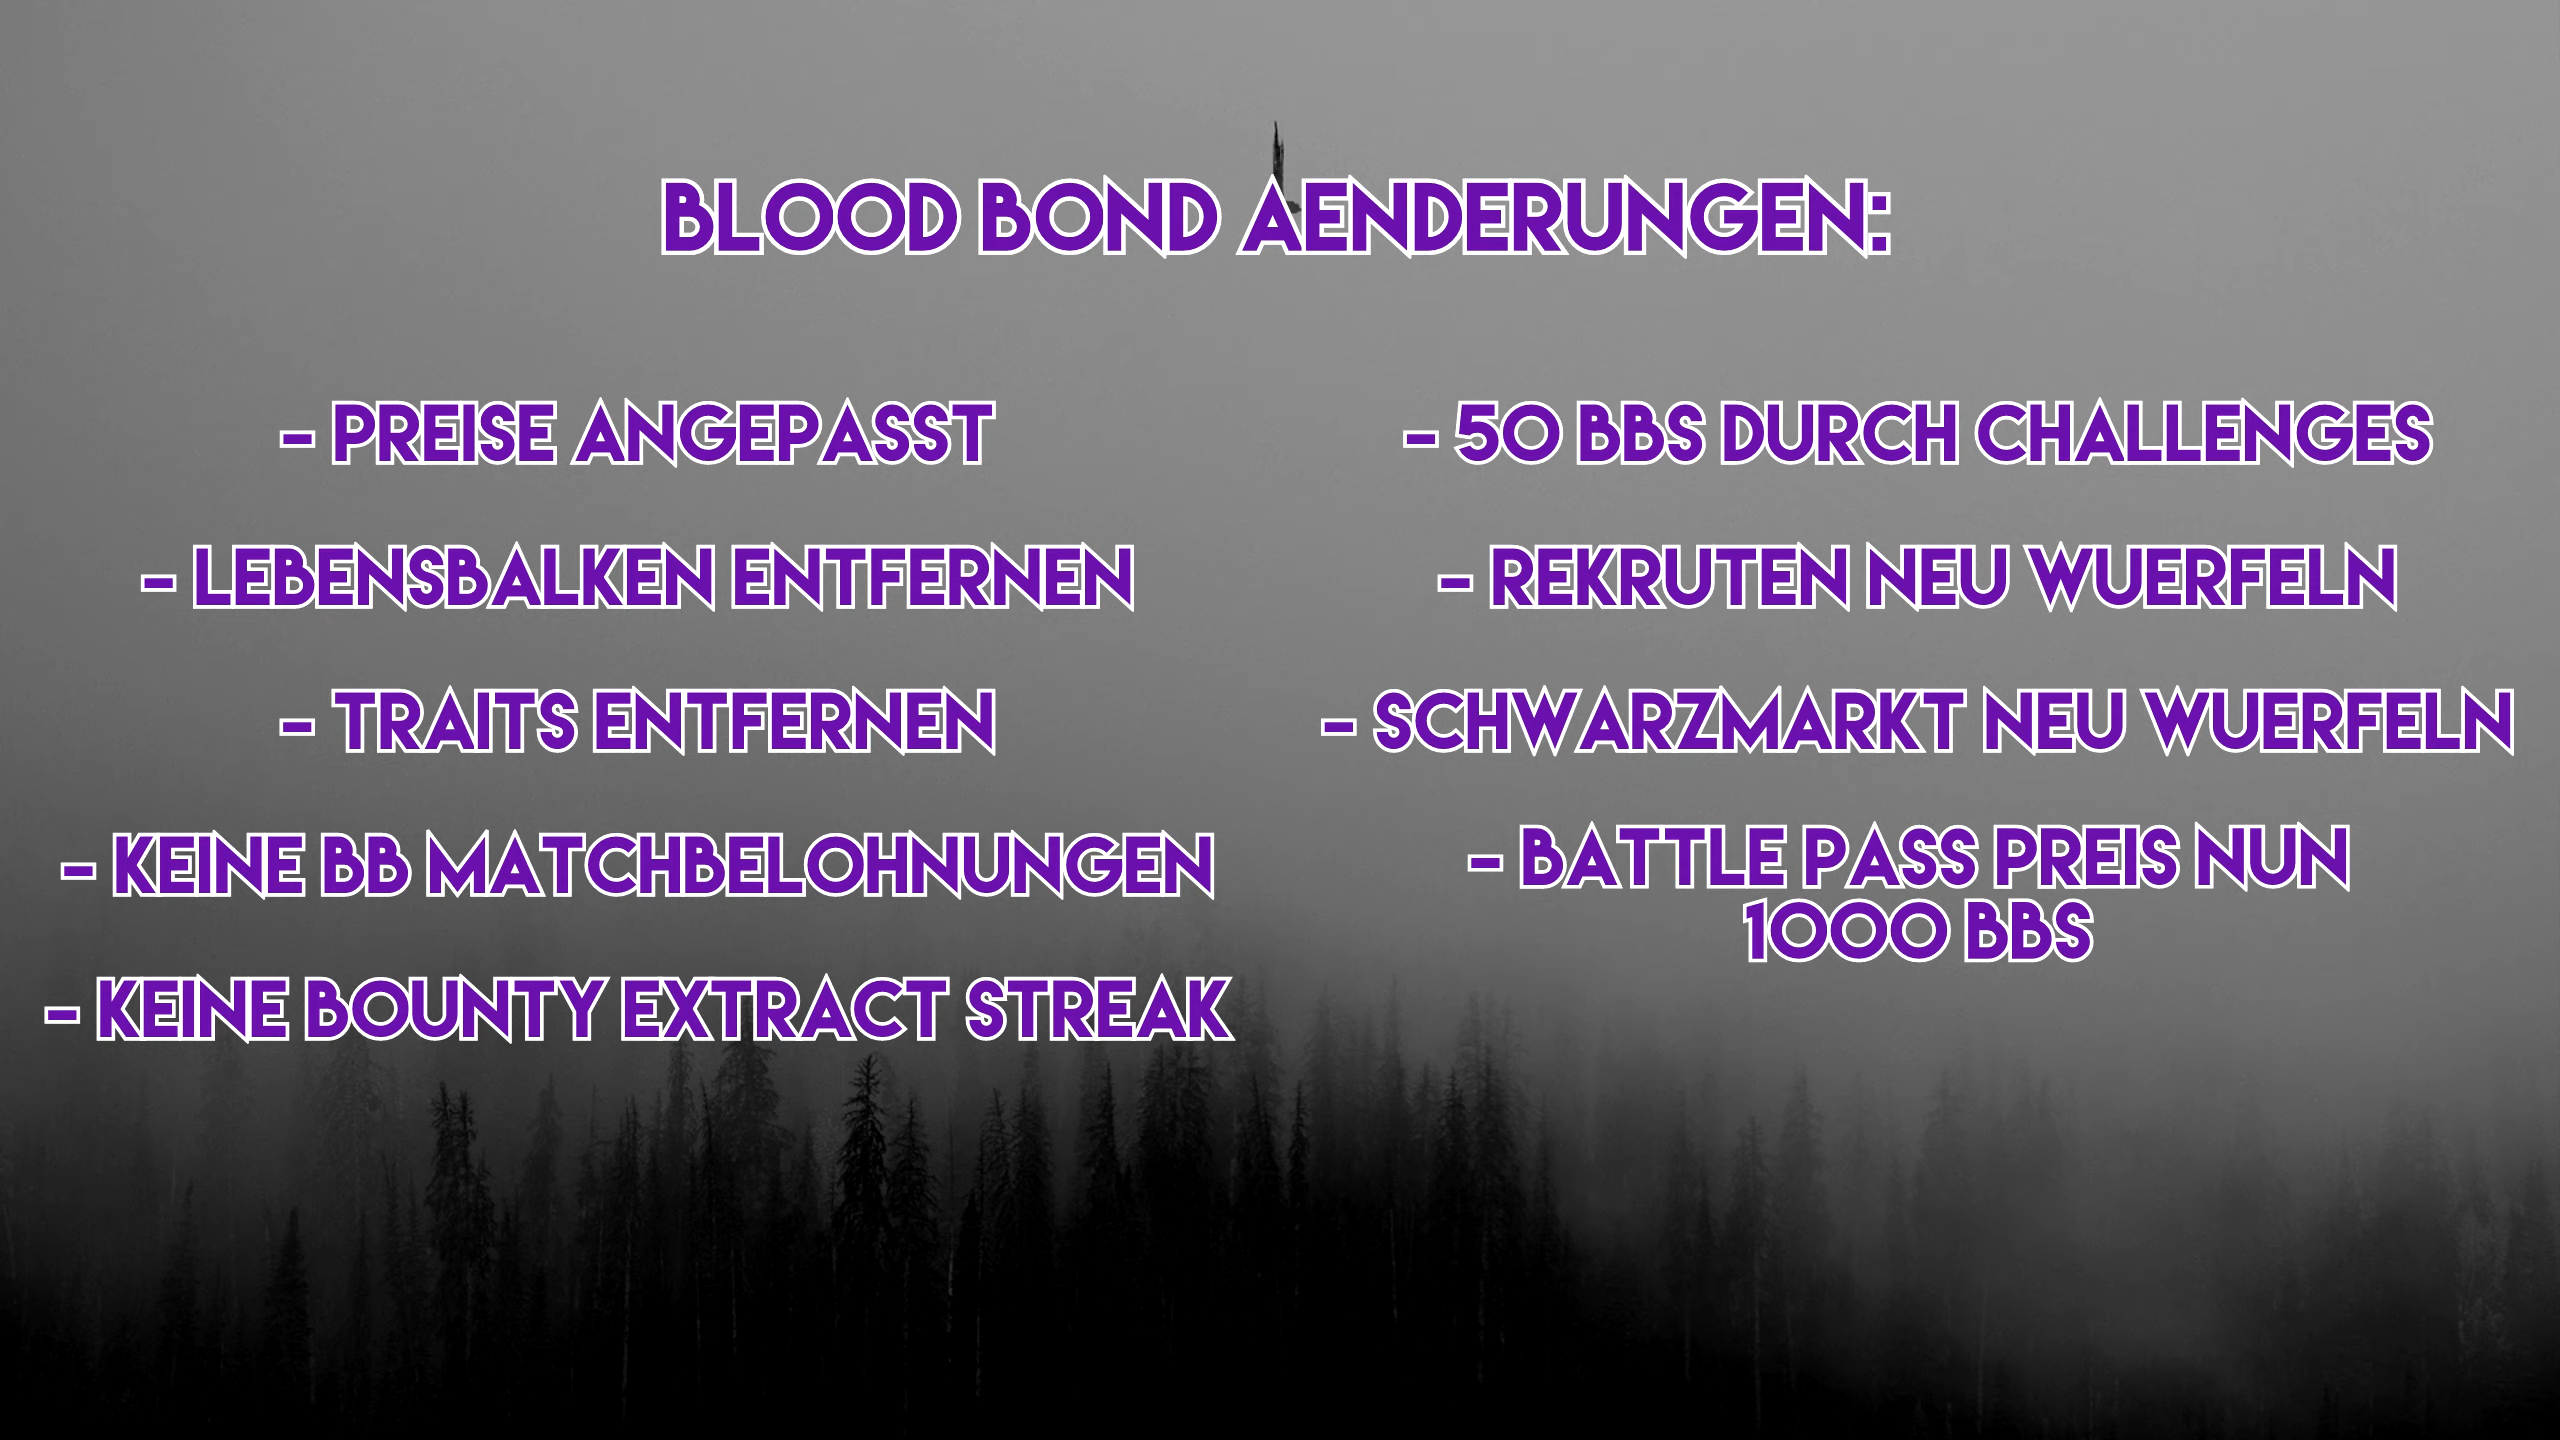 BLOOD BOND AENDERUNGEN:
- PREISE ANGEPASST
- LEBENSBALKEN ENTFERNEN
- TRAITS ENTFERNEN
- KEINE BB MATCHBELOHNUNGEN
- KEINE BOUNTY EXTRACT STREAK
- 50 BBS DURCH CHALLENGES
- REKRUTEN NEU WUERFELN
- SCHWARZMARKT NEU WUERFELN
- BATTLE PASS PREIS NUN
1000 BBS